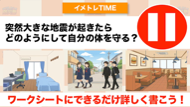 イメトレTIME
突然大きな地震が起きたら
どのようにして自分の体を守る？
ワークシートにできるだけ詳しく書こう！